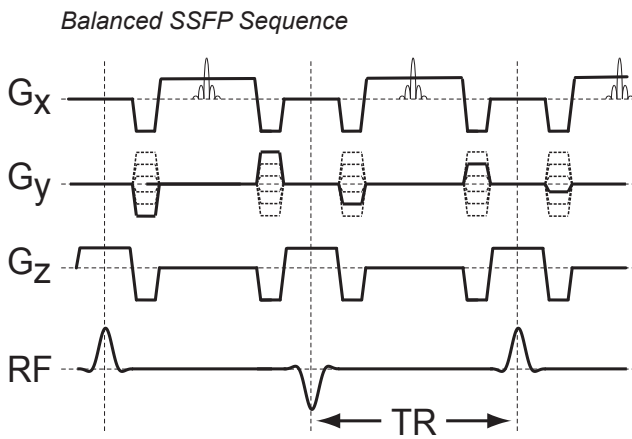 Balanced SSFP Sequence
Gx
Gy
Gz
RF
TR